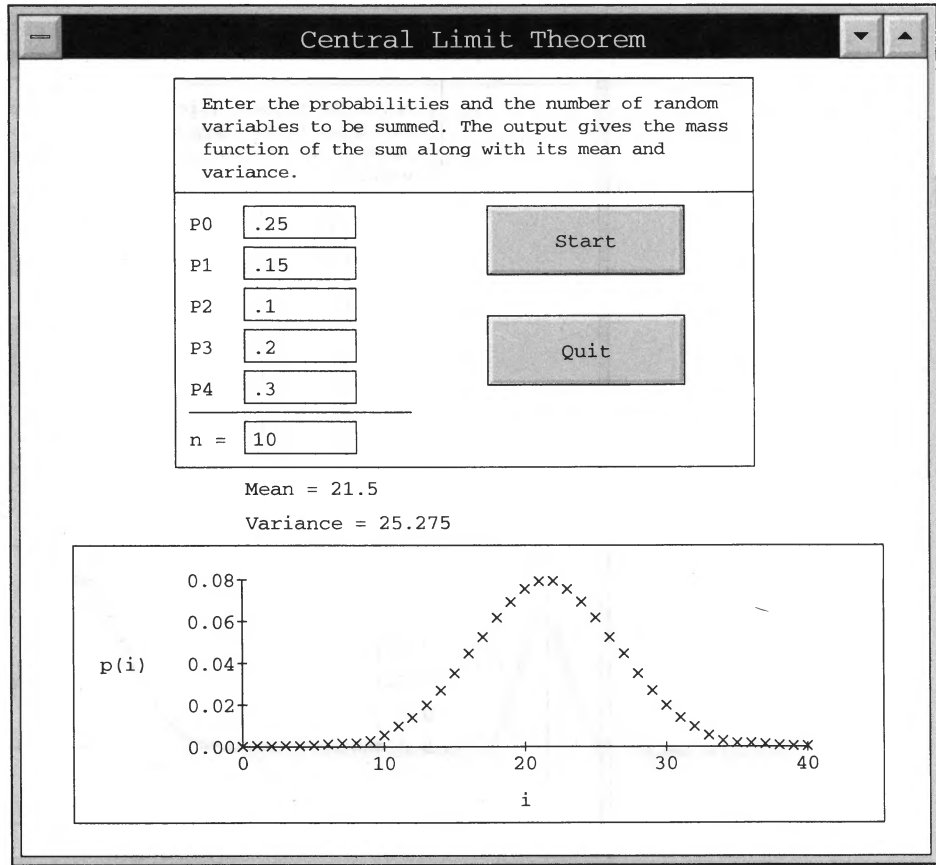 Central Limit Theorem
Enter the probabilities and the number of random
variables to be summed. The output gives the mass
function of the sum along with its mean and
variance.
P0 .25
P1 .15
P2 .1
P3 .2
P4 .3
n = 10
Start
Quit
Mean = 21.5
Variance = 25.275
p(i)
0.08
0.06
0.04
0.02
0.00
0 10 20 30 40
i